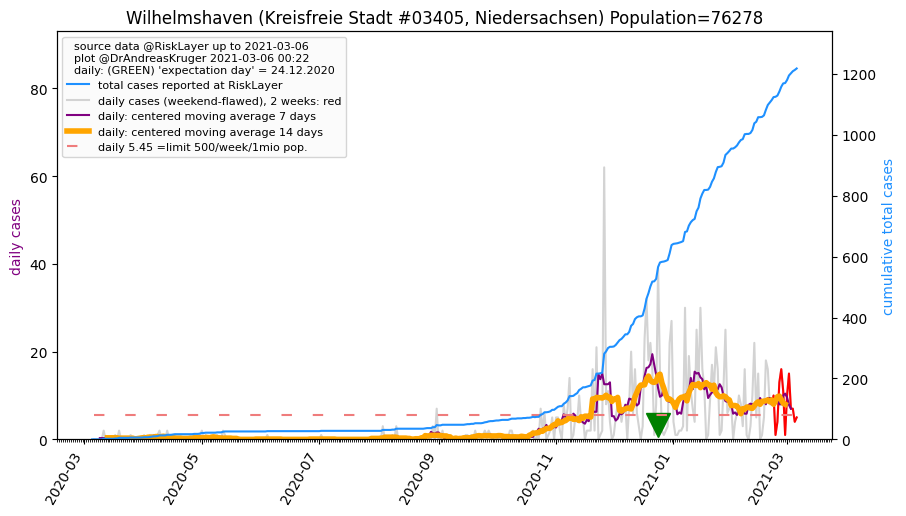 Wilhelmshaven (Kreisfreie Stadt #03405, Niedersachsen) Population=76278
source data @RiskLayer up to 2021-03-06
plot @DrAndreasKruger 2021-03-06 00:22
daily: (GREEN) 'expectation day' = 24.12.2020
total cases reported at RiskLayer
daily cases (weekend-flawed), 2 weeks: red
daily: centered moving average 7 days
daily: centered moving average 14 days
daily 5.45 =limit 500/week/1mio pop.
daily cases
80
60
40
20
0
1200
1000
800
600
400
200
0
cumulative total cases
2020-03
2020-05
2020-07
2020-09
2020-11
2021-01
2021-03